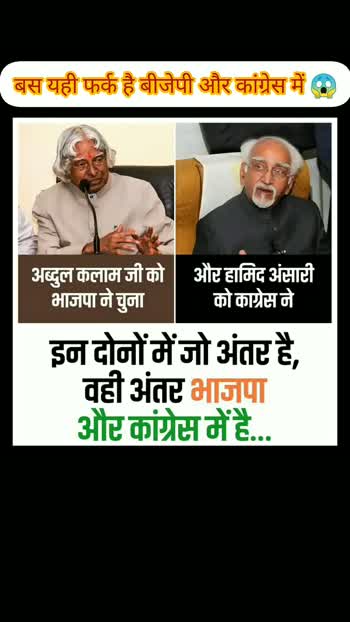 बस यही फर्क है बीजेपी और कांग्रेस में 😱
अब्दुल कलाम जी को
भाजपा ने चुना
और हामिद अंसारी
को काग्रेस ने
इन दोनों में जो अंतर है,
वही अंतर भाजपा
और कांग्रेस में है...